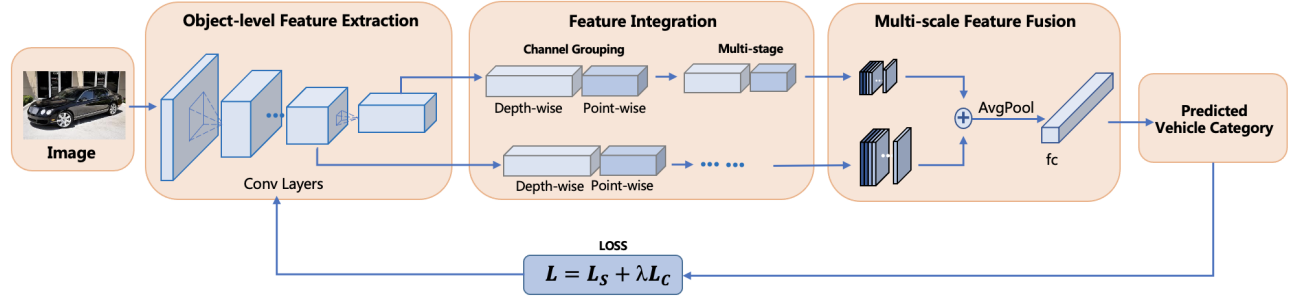 Object-level Feature Extraction
Feature Integration
Multi-scale Feature Fusion
Channel Grouping
Multi-stage
Depth-wise
Point-wise
AvgPool
Predicted
Vehicle Category
Image
fc
Conv Layers
Depth-wise
Point-wise
LOSS
L = L_S + λL_C